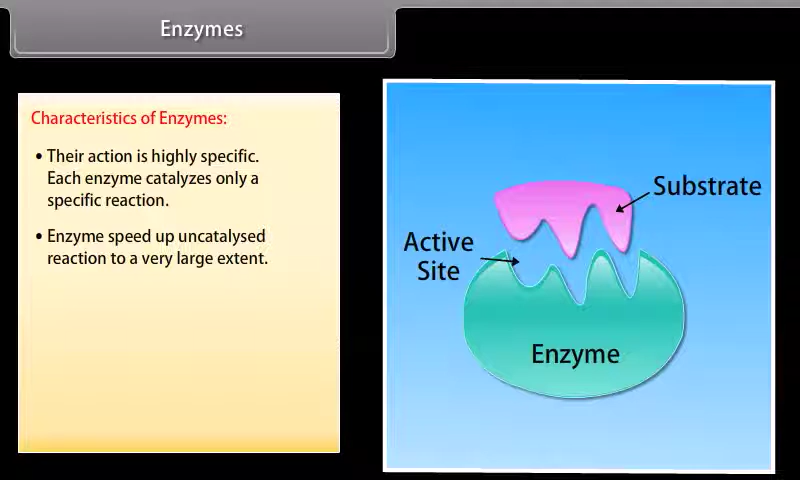 Enzymes
Characteristics of Enzymes:
• Their action is highly specific.
Each enzyme catalyzes only a
specific reaction.
• Enzyme speed up uncatalysed
reaction to a very large extent.
Substrate
Active
Site
Enzyme